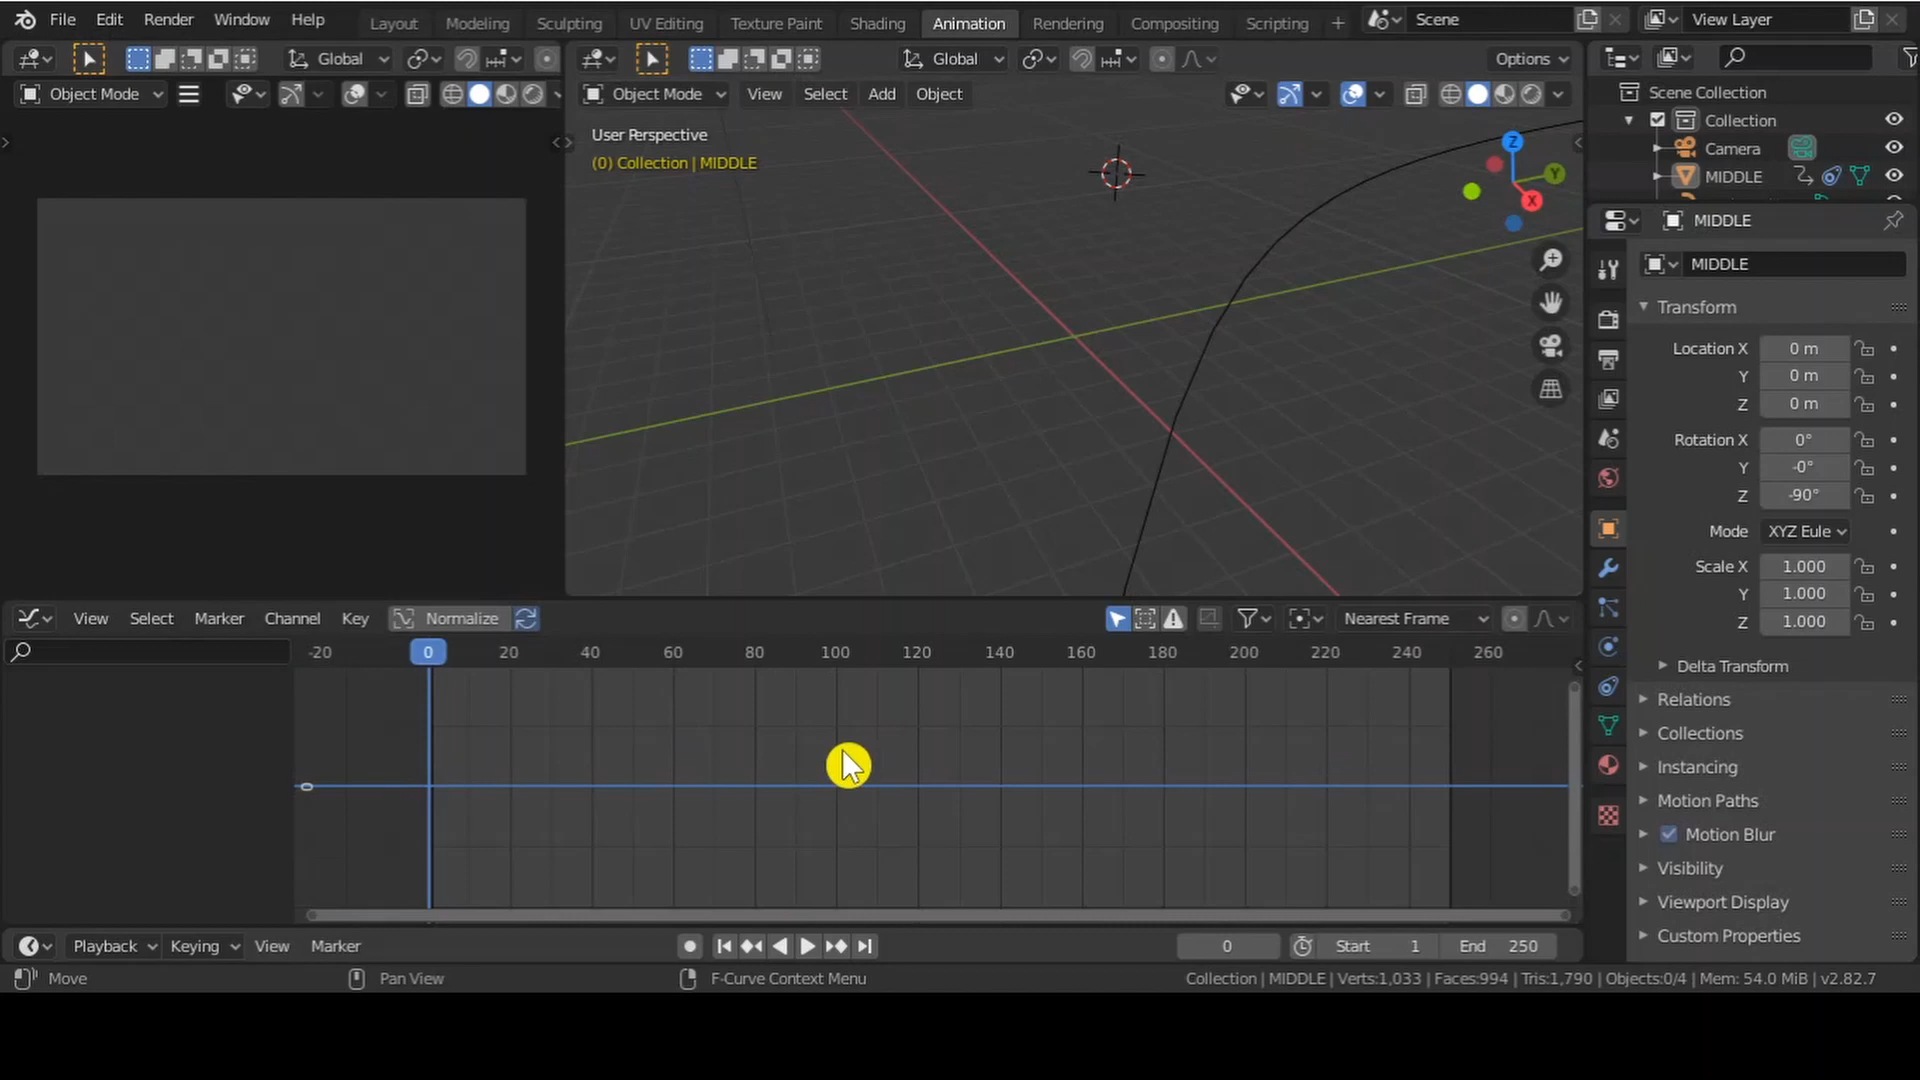 File Edit Render Window Help Layout Modeling Sculpting UV Editing Texture Paint Shading Animation Rendering Compositing Scripting + Scene View Layer
Global Global Options
Object Mode Object Mode View Select Add Object
Scene Collection
Collection
Camera
MIDDLE
User Perspective
(0) Collection | MIDDLE
Z
Y
X
MIDDLE
MIDDLE
Transform
Location X 0 m
Y 0 m
Z 0 m
Rotation X 0°
Y -0°
Z -90°
Mode XYZ Eule
Scale X 1.000
Y 1.000
Z 1.000
Delta Transform
Relations
Collections
Instancing
Motion Paths
Motion Blur
Visibility
Viewport Display
Custom Properties
View Select Marker Channel Key Normalize Nearest Frame
-20 0 20 40 60 80 100 120 140 160 180 200 220 240 260
0
Playback Keying View Marker 0 Start 1 End 250
Move Pan View F-Curve Context Menu Collection | MIDDLE | Verts:1,033 | Faces:994 | Tris:1,790 | Objects:0/4 | Mem: 54.0 MiB | v2.82.7